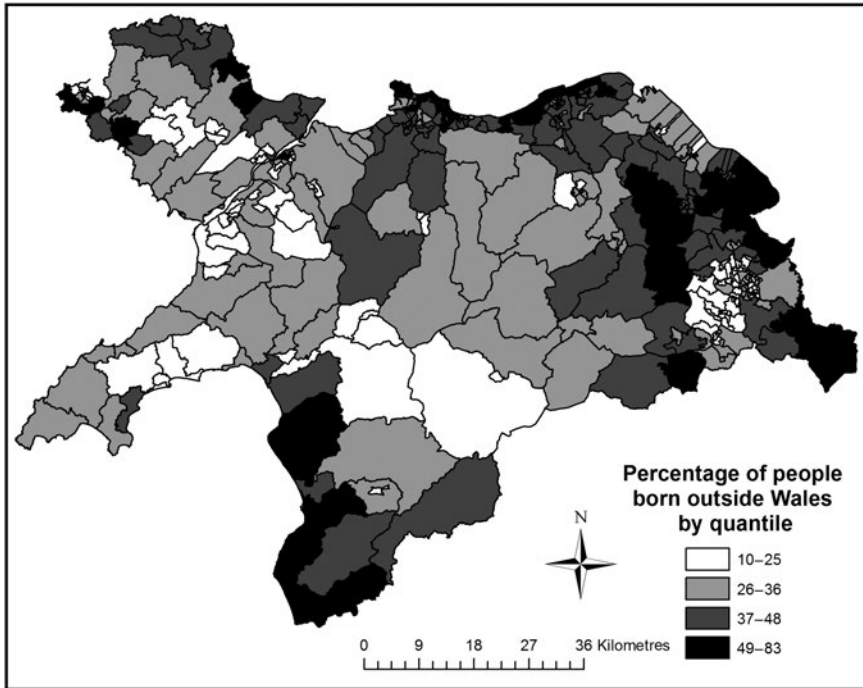 Percentage of people
born outside Wales
by quantile
N
10–25
26–36
37–48
49–83
0 9 18 27 36 Kilometres